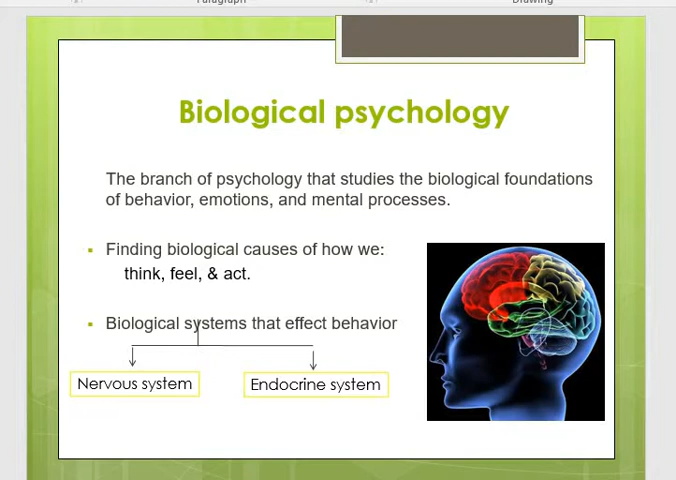 Biological psychology
The branch of psychology that studies the biological foundations
of behavior, emotions, and mental processes.
▪ Finding biological causes of how we:
think, feel, & act.
▪ Biological systems that effect behavior
Nervous system
Endocrine system